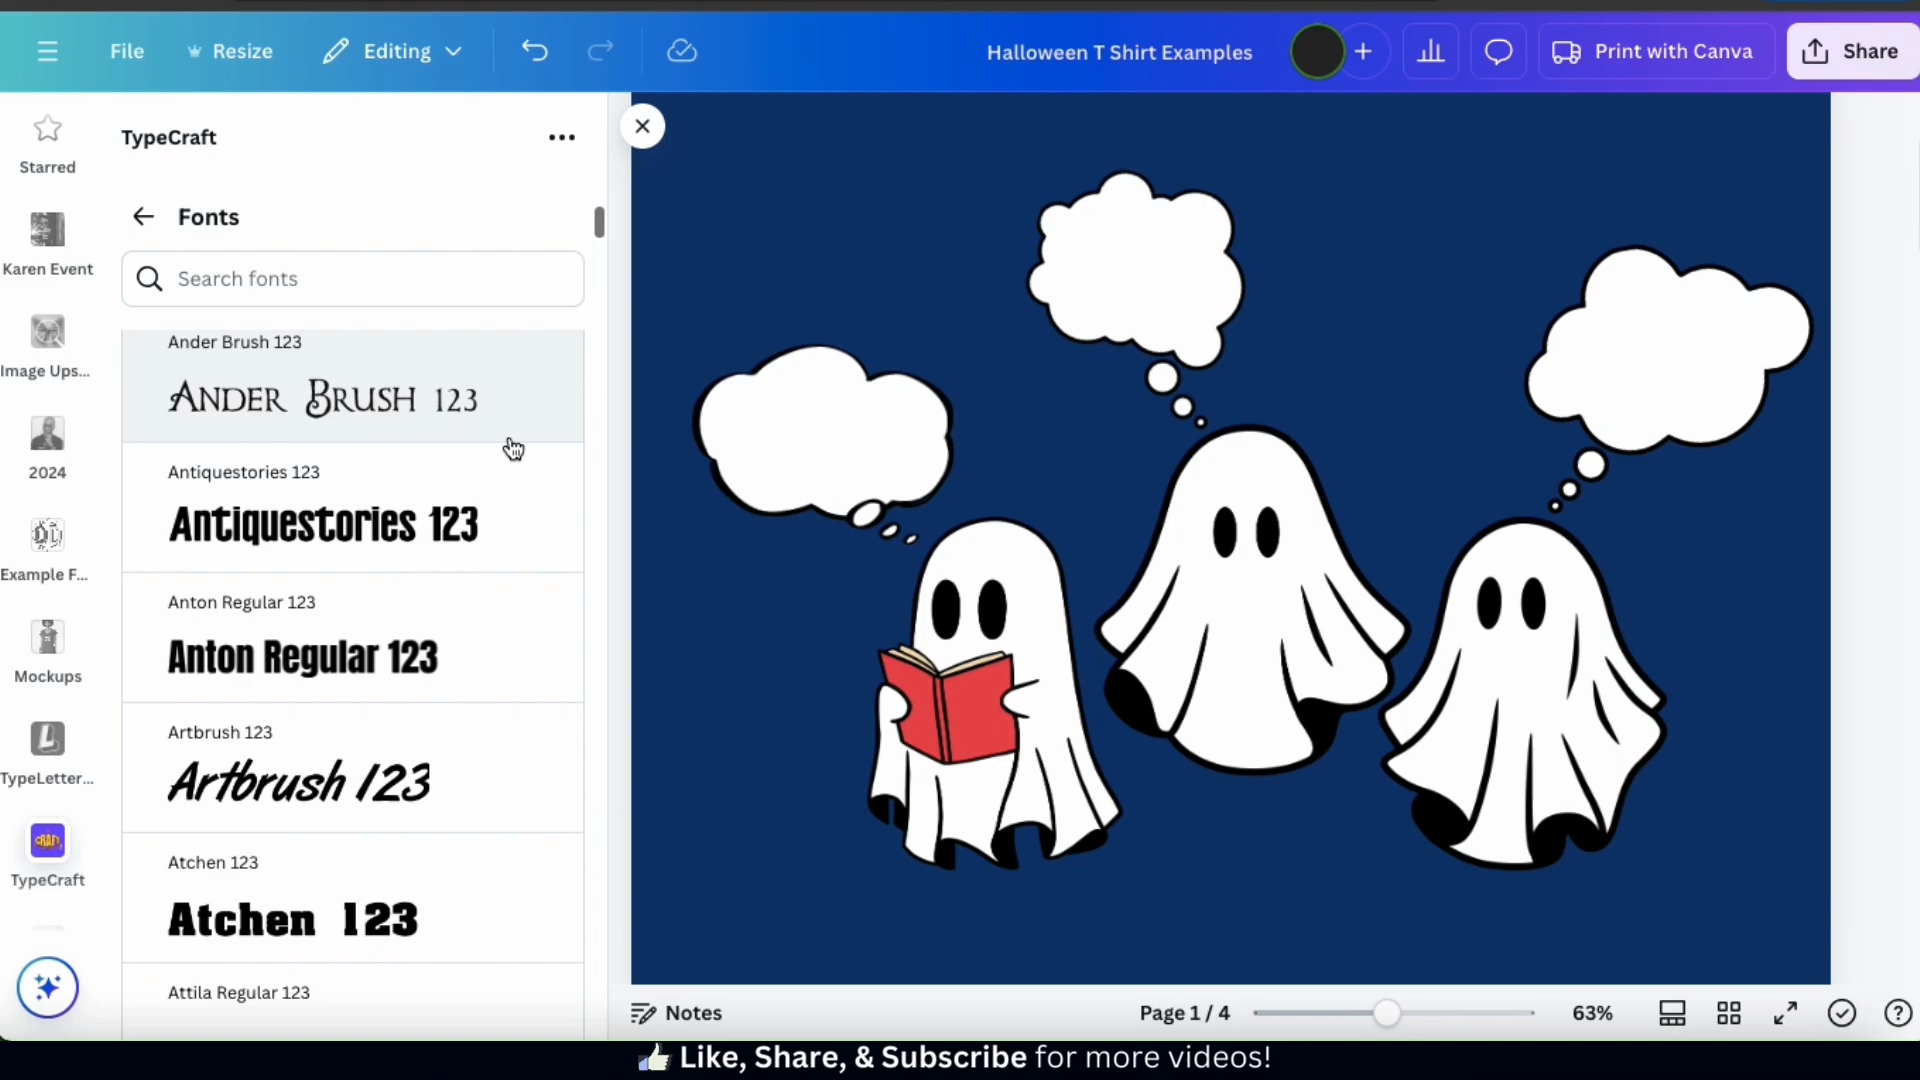 File
Resize
Editing
Halloween T Shirt Examples
Print with Canva
Share
Starred
Karen Event
Image Ups...
2024
Example F...
Mockups
TypeLetter...
CRAFT
TypeCraft
TypeCraft
Fonts
Search fonts
Ander Brush 123
Ander Brush 123
Antiquestories 123
Antiquestories 123
Anton Regular 123
Anton Regular 123
Artbrush 123
Artbrush 123
Atchen 123
Atchen 123
Attila Regular 123
Notes
Page 1 / 4
63%
Like, Share, & Subscribe for more videos!